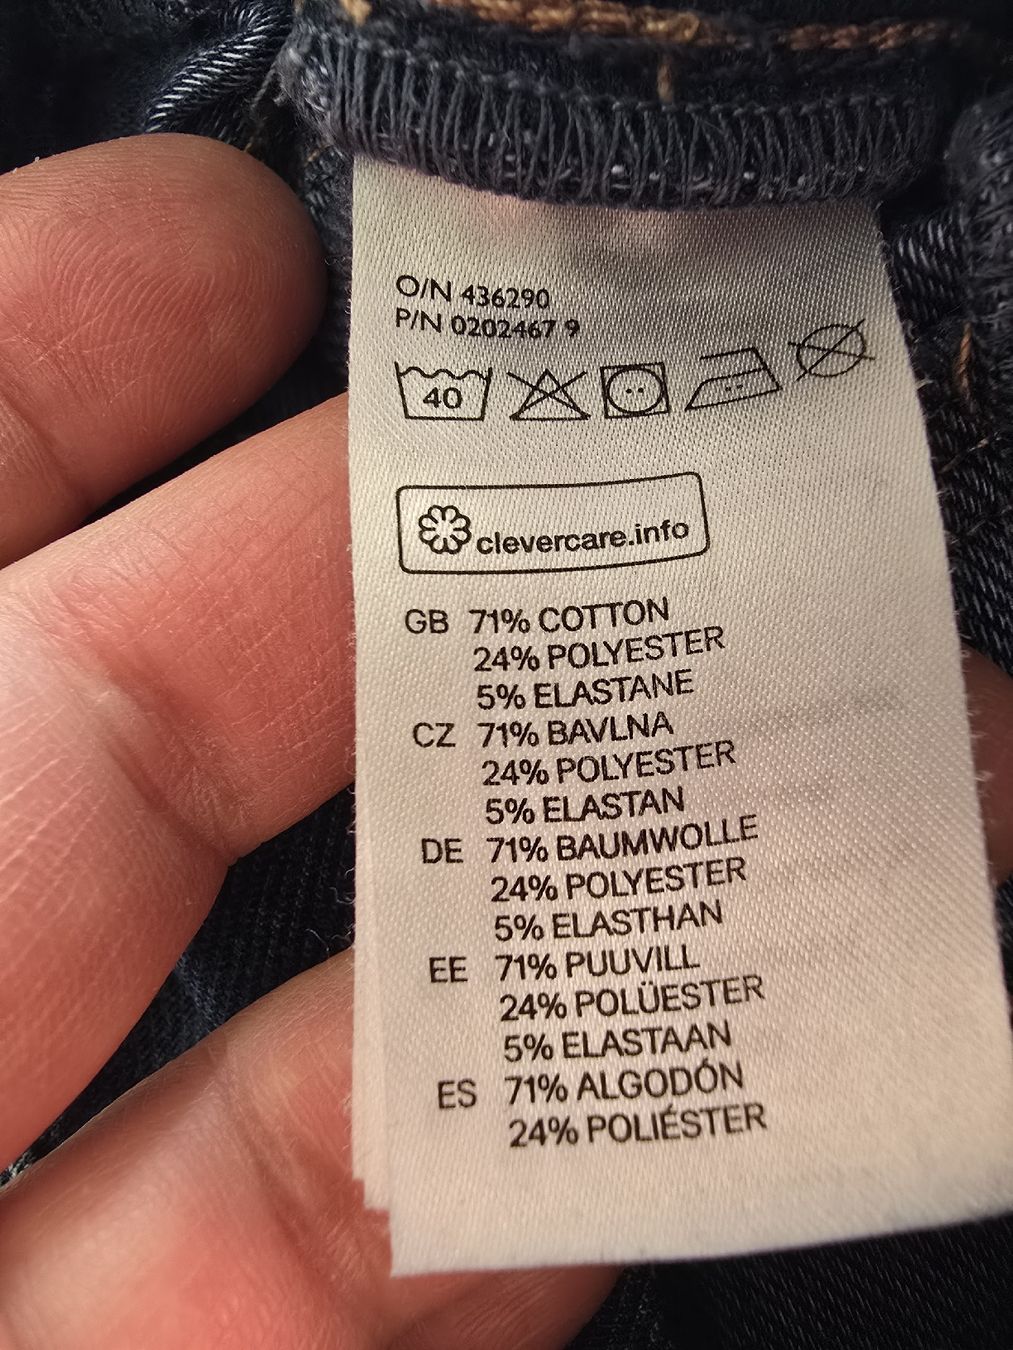 O/N 436290
P/N 0202467 9
40
clevercare.info
GB 71% COTTON
24% POLYESTER
5% ELASTANE
CZ 71% BAVLNA
24% POLYESTER
5% ELASTAN
DE 71% BAUMWOLLE
24% POLYESTER
5% ELASTHAN
EE 71% PUUVILL
24% POLÜESTER
5% ELASTAAN
ES 71% ALGODÓN
24% POLIÉSTER